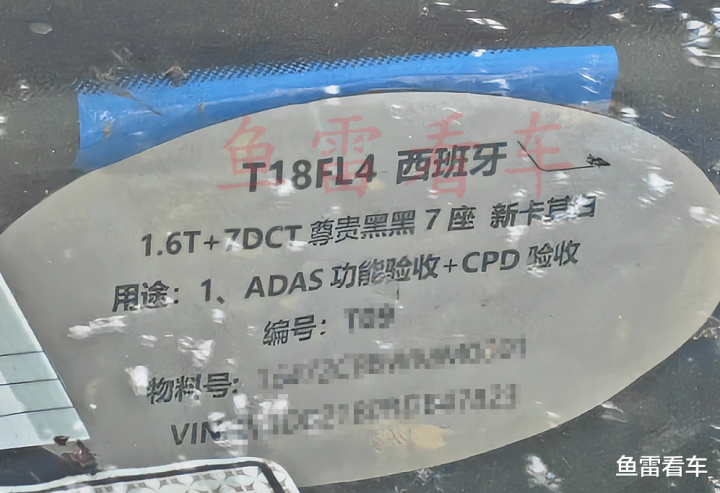 鱼雷看车
T18FL4 西班牙
1.6T+7DCT 尊贵黑黑 7 座 新卡其白
用途：1、ADAS 功能验收+CPD 验收
编号：T09
物料号：
VIN
鱼雷看车